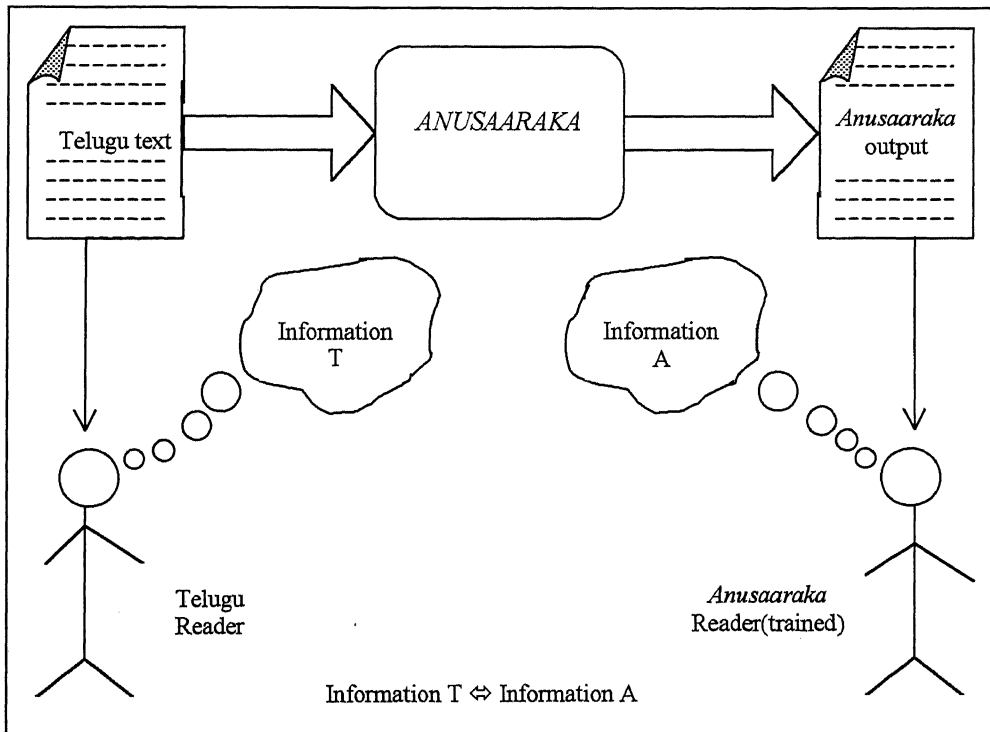 Telugu text
ANUSAARAKA
Anusaaraka
output
Information
T
Information
A
Telugu
Reader
Anusaaraka
Reader(trained)
Information T ⇔ Information A